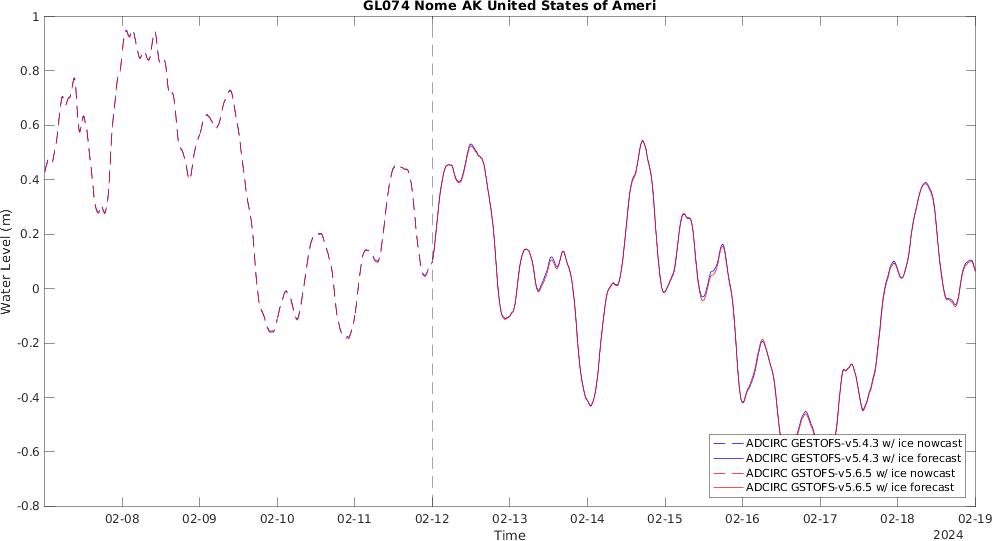 GL074 Nome AK United States of Ameri
Water Level (m)
1
0.8
0.6
0.4
0.2
0
-0.2
-0.4
-0.6
-0.8
ADCIRC GESTOFS-v5.4.3 w/ ice nowcast
ADCIRC GESTOFS-v5.4.3 w/ ice forecast
ADCIRC GSTOFS-v5.6.5 w/ ice nowcast
ADCIRC GSTOFS-v5.6.5 w/ ice forecast
02-08 02-09 02-10 02-11 02-12 02-13 02-14 02-15 02-16 02-17 02-18 02-19
Time
2024